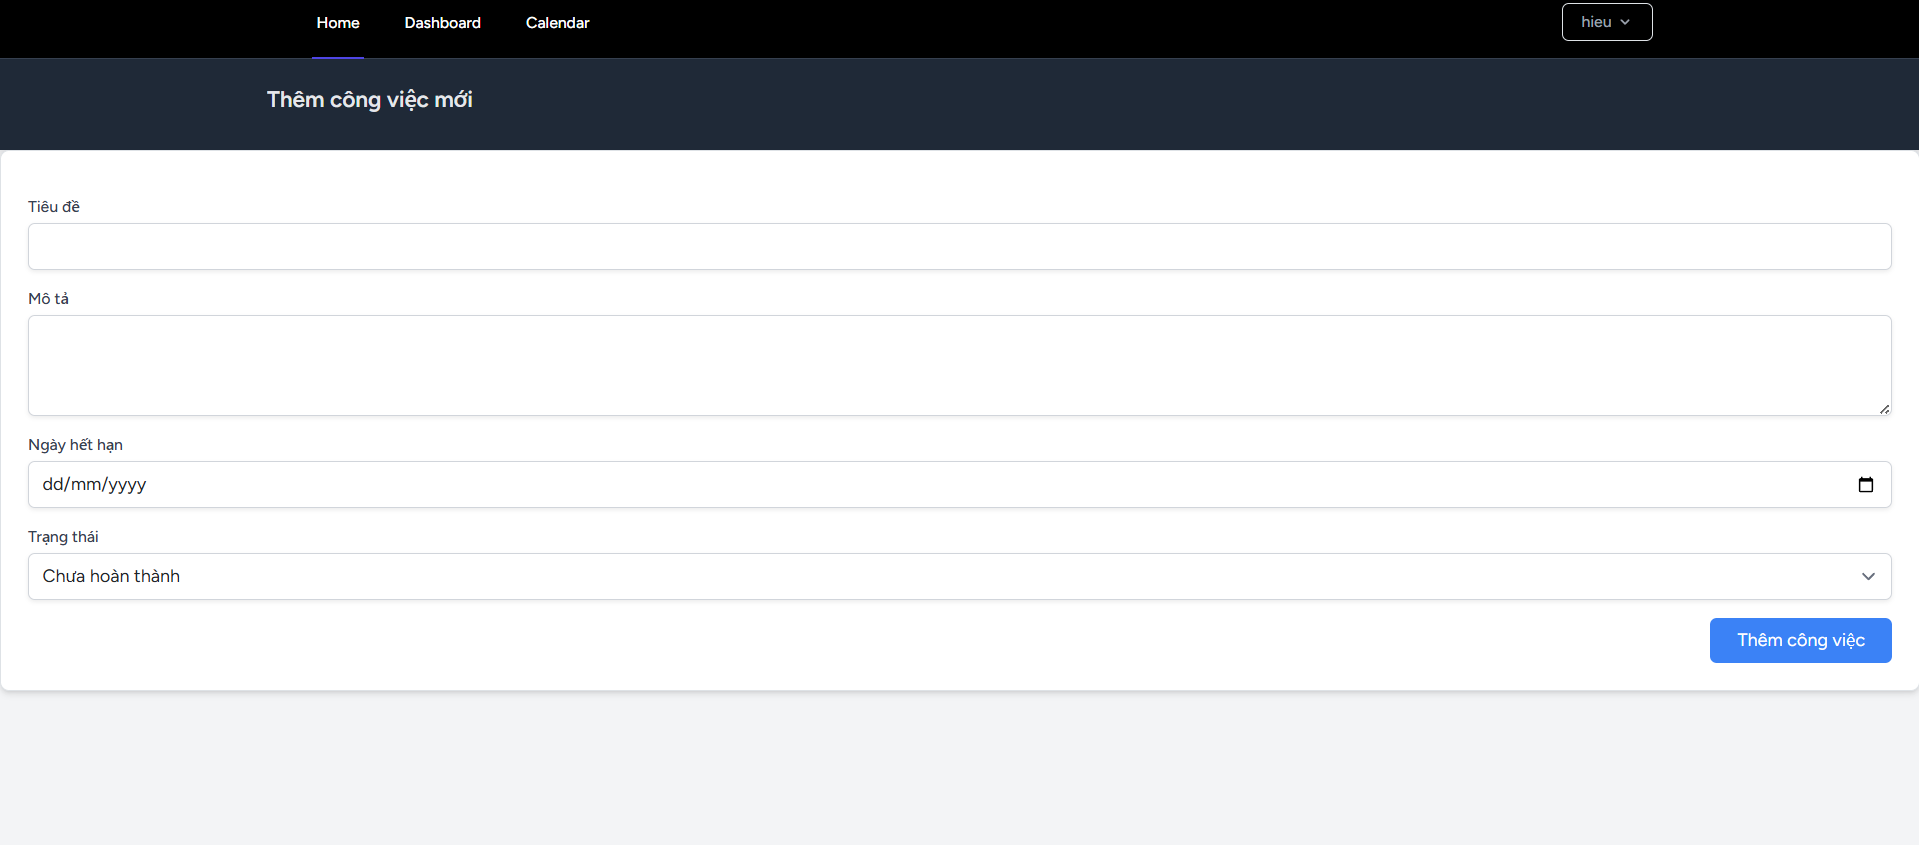 Home Dashboard Calendar hieu
Thêm công việc mới
Tiêu đề
Mô tả
Ngày hết hạn
dd/mm/yyyy
Trạng thái
Chưa hoàn thành
Thêm công việc